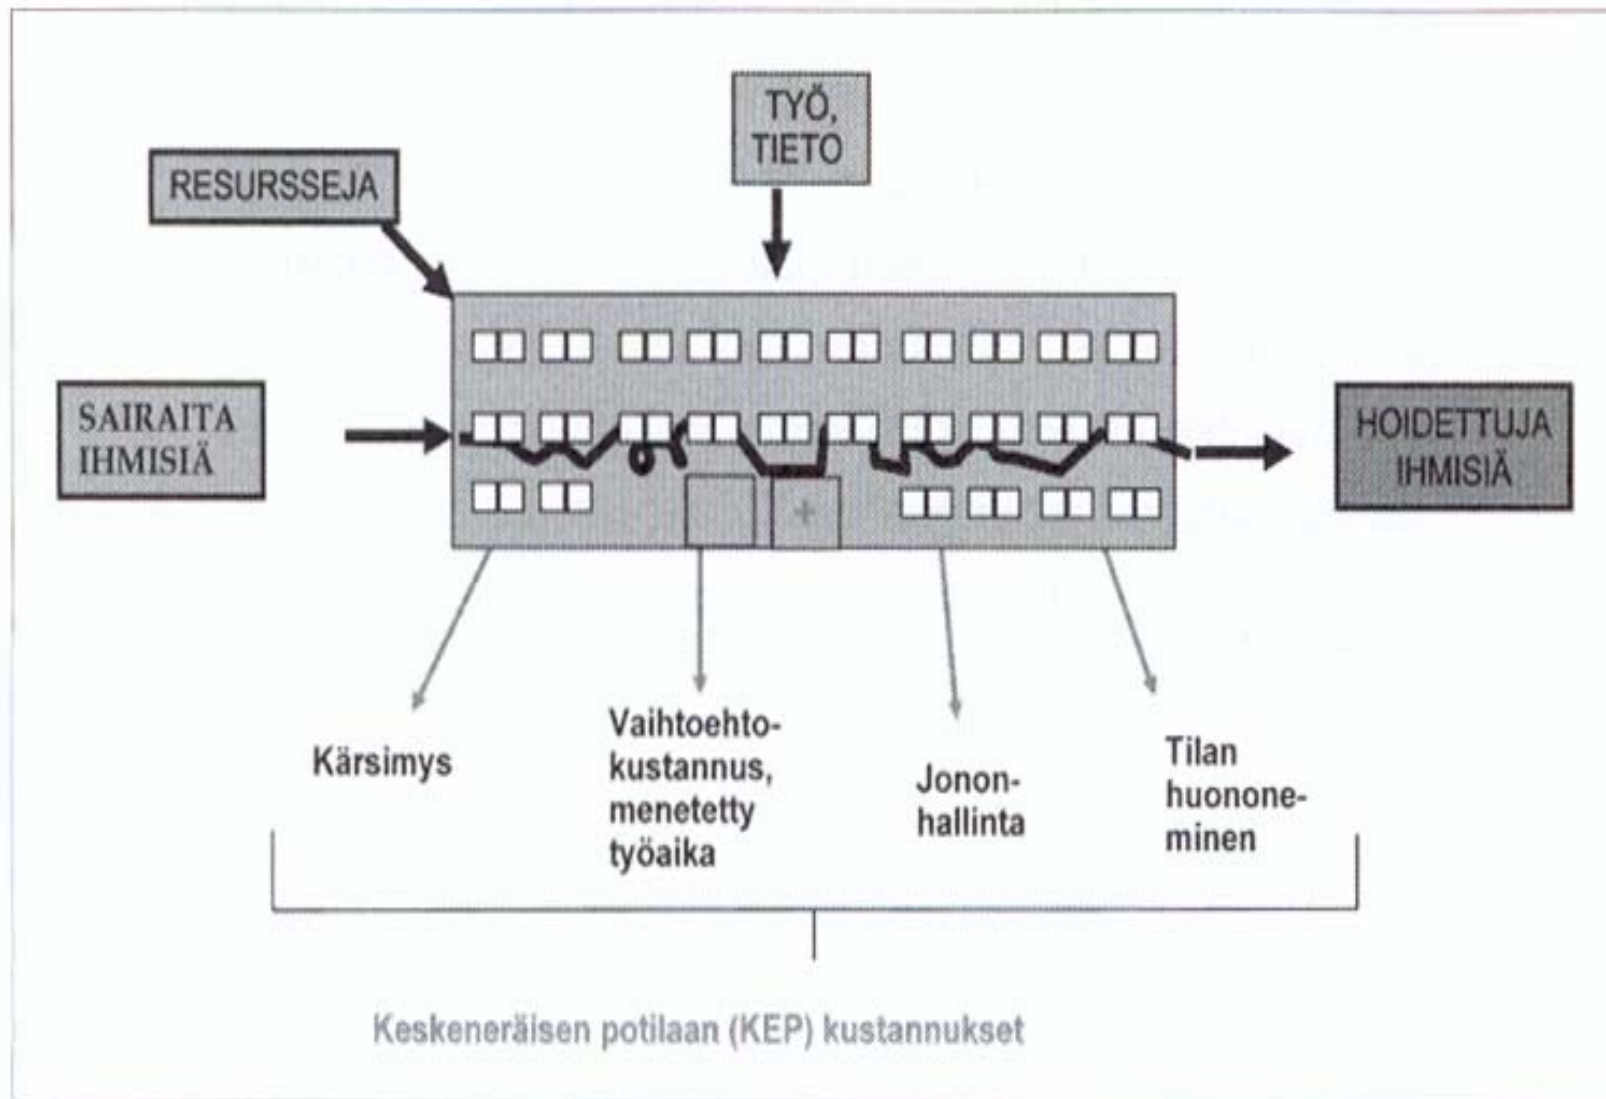 TYÖ,
TIETO
RESURSSEJA
SAIRAITA
IHMISIÄ
HOIDETTUJA
IHMISIÄ
Kärsimys
Vaihtoehto-
kustannus,
menetetty
työaika
Jonon-
hallinta
Tilan
huonone-
minen
Keskeneräisen potilaan (KEP) kustannukset